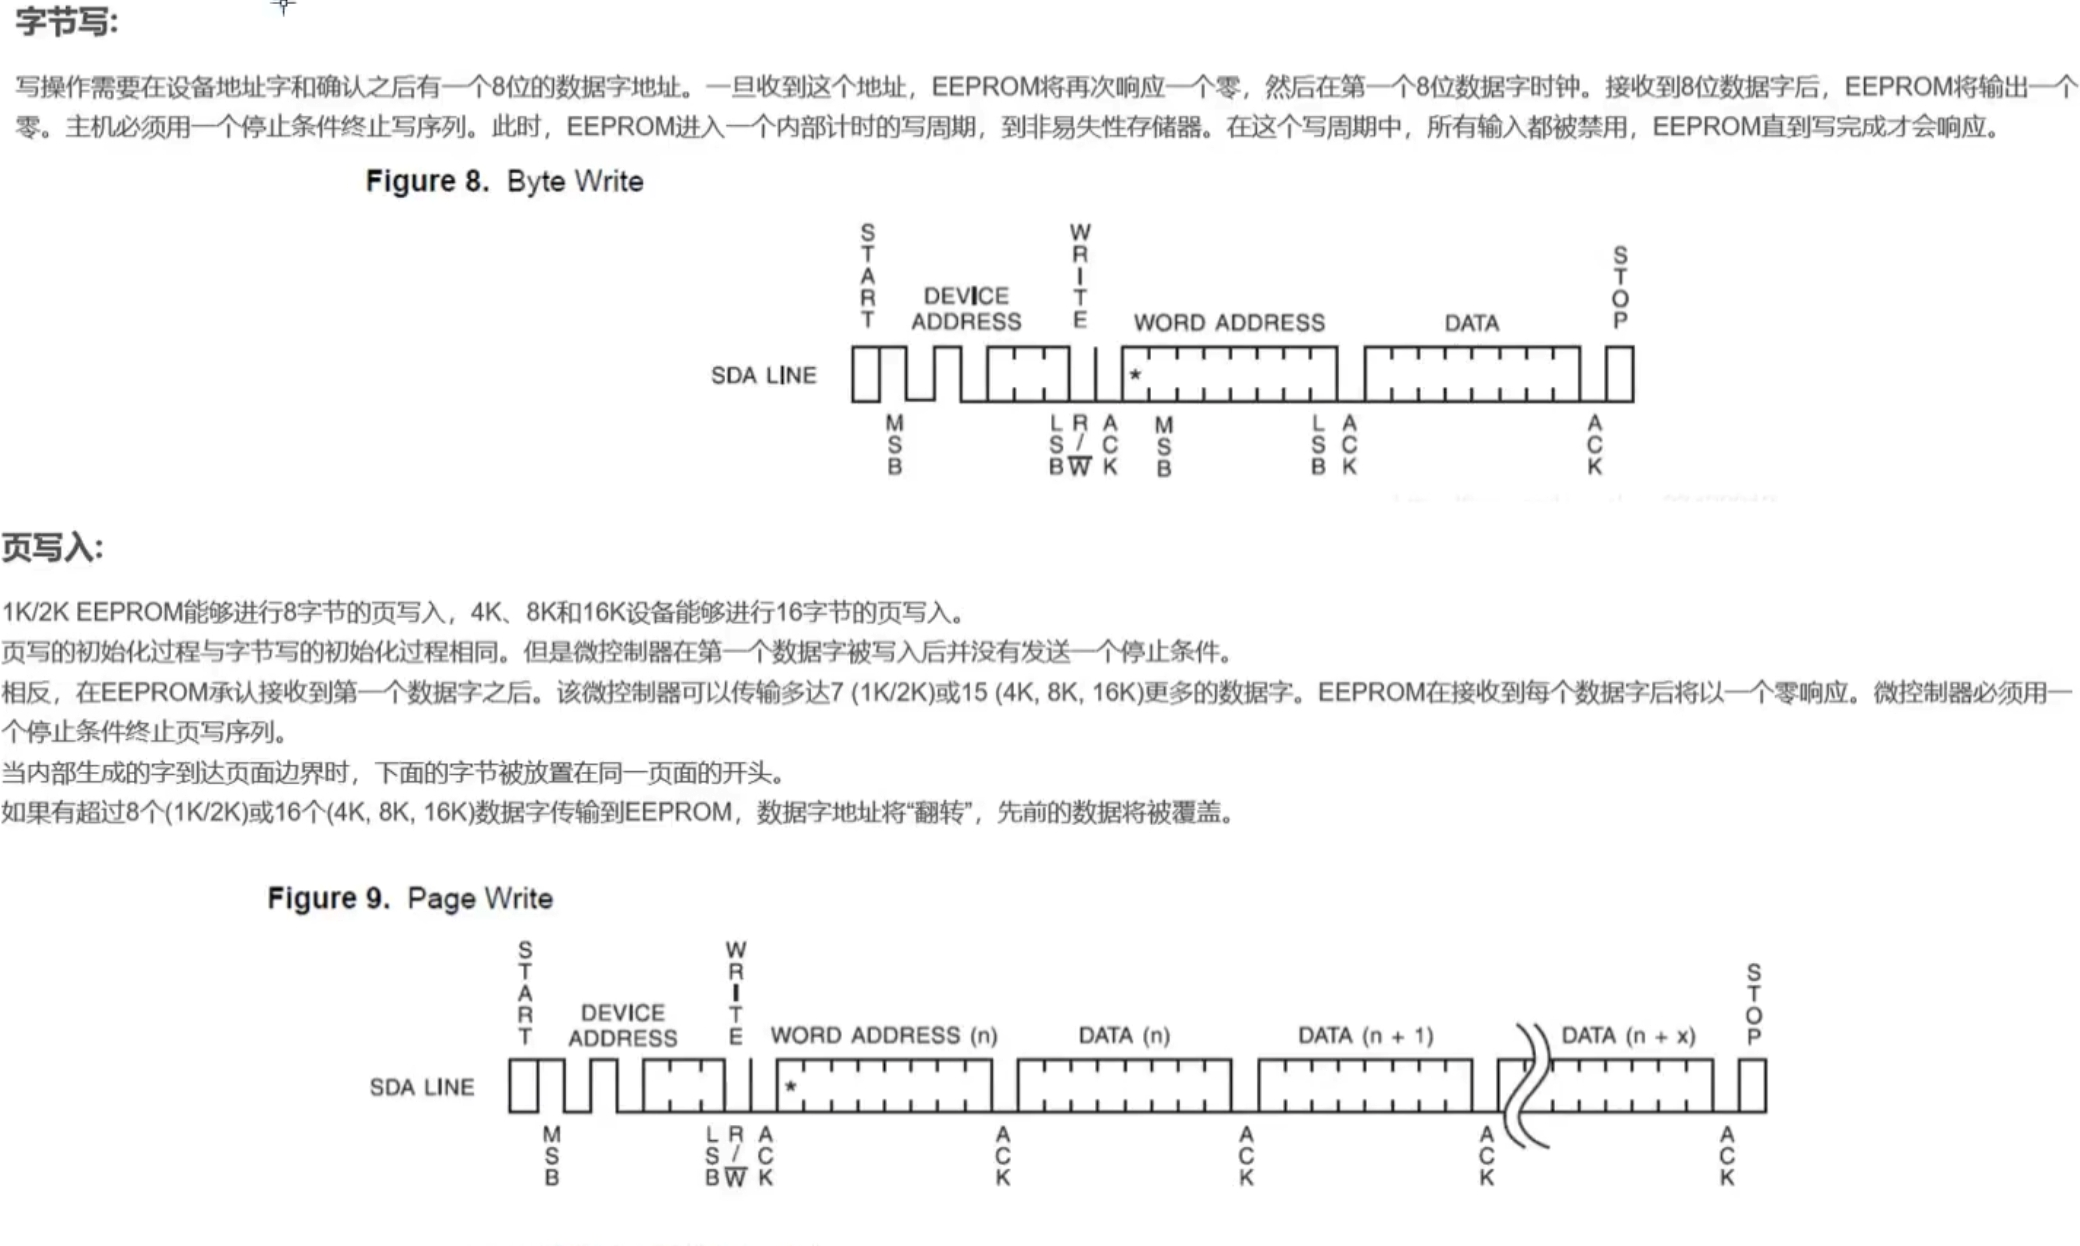 字节写:
写操作需要在设备地址字和确认之后有一个8位的数据字地址。一旦收到这个地址，EEPROM将再次响应一个零，然后在第一个8位数据字时钟。接收到8位数据字后，EEPROM将输出一个
零。主机必须用一个停止条件终止写序列。此时，EEPROM进入一个内部计时的写周期，到非易失性存储器。在这个写周期中，所有输入都被禁用，EEPROM直到写完成才会响应。
Figure 8. Byte Write
START
DEVICE
ADDRESS
WRITE
WORD ADDRESS
DATA
STOP
SDA LINE
*
MSB
LSB
R/W̅
ACK
MSB
LSB
ACK
ACK
页写入:
1K/2K EEPROM能够进行8字节的页写入，4K、8K和16K设备能够进行16字节的页写入。
页写的初始化过程与字节写的初始化过程相同。但是微控制器在第一个数据字被写入后并没有发送一个停止条件。
相反，在EEPROM承认接收到第一个数据字之后。该微控制器可以传输多达7 (1K/2K)或15 (4K, 8K, 16K)更多的数据字。EEPROM在接收到每个数据字后将以一个零响应。微控制器必须用一
个停止条件终止页写序列。
当内部生成的字到达页面边界时，下面的字节被放置在同一页面的开头。
如果有超过8个(1K/2K)或16个(4K, 8K, 16K)数据字传输到EEPROM，数据字地址将“翻转”，先前的数据将被覆盖。
Figure 9. Page Write
START
DEVICE
ADDRESS
WRITE
WORD ADDRESS (n)
DATA (n)
DATA (n + 1)
DATA (n + x)
STOP
SDA LINE
*
MSB
LSB
R/W̅
ACK
ACK
ACK
ACK
ACK